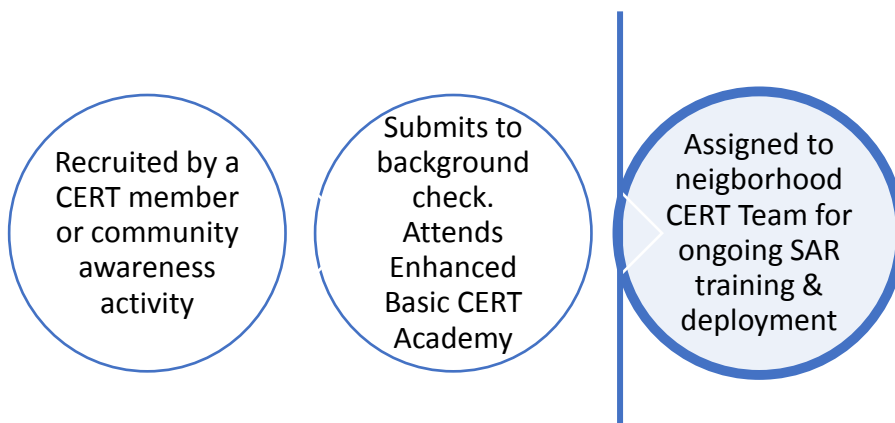 Recruited by a
CERT member
or community
awareness
activity
Submits to
background
check.
Attends
Enhanced
Basic CERT
Academy
Assigned to
neigborhood
CERT Team for
ongoing SAR
training &
deployment